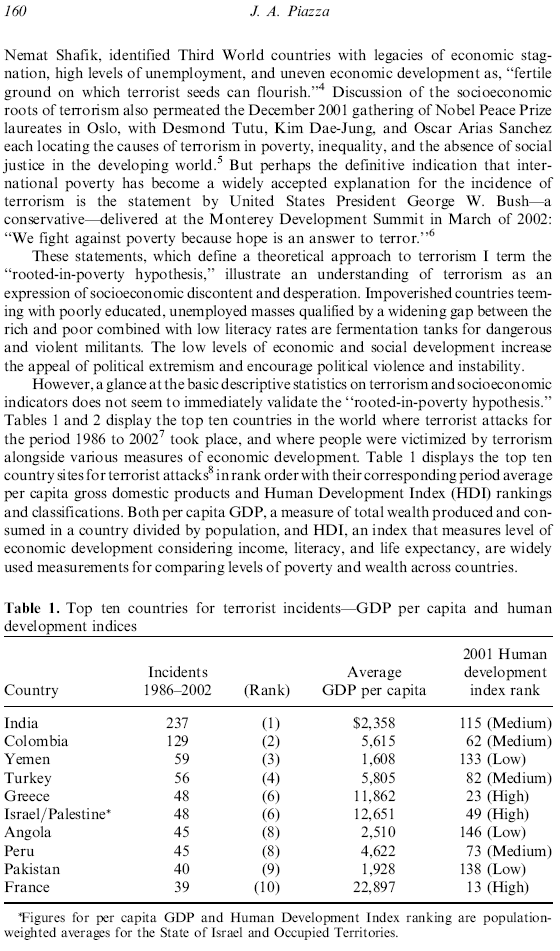 160 J. A. Piazza
Nemat Shafik, identified Third World countries with legacies of economic stag-
nation, high levels of unemployment, and uneven economic development as, “fertile
ground on which terrorist seeds can flourish.”4 Discussion of the socioeconomic
roots of terrorism also permeated the December 2001 gathering of Nobel Peace Prize
laureates in Oslo, with Desmond Tutu, Kim Dae-Jung, and Oscar Arias Sanchez
each locating the causes of terrorism in poverty, inequality, and the absence of social
justice in the developing world.5 But perhaps the definitive indication that inter-
national poverty has become a widely accepted explanation for the incidence of
terrorism is the statement by United States President George W. Bush—a
conservative—delivered at the Monterey Development Summit in March of 2002:
“We fight against poverty because hope is an answer to terror.’’6
These statements, which define a theoretical approach to terrorism I term the
“rooted-in-poverty hypothesis,” illustrate an understanding of terrorism as an
expression of socioeconomic discontent and desperation. Impoverished countries teem-
ing with poorly educated, unemployed masses qualified by a widening gap between the
rich and poor combined with low literacy rates are fermentation tanks for dangerous
and violent militants. The low levels of economic and social development increase
the appeal of political extremism and encourage political violence and instability.
However, a glance at the basic descriptive statistics on terrorism and socioeconomic
indicators does not seem to immediately validate the ‘‘rooted-in-poverty hypothesis.”
Tables 1 and 2 display the top ten countries in the world where terrorist attacks for
the period 1986 to 20027 took place, and where people were victimized by terrorism
alongside various measures of economic development. Table 1 displays the top ten
country sites for terrorist attacks8 in rank order with their corresponding period average
per capita gross domestic products and Human Development Index (HDI) rankings
and classifications. Both per capita GDP, a measure of total wealth produced and con-
sumed in a country divided by population, and HDI, an index that measures level of
economic development considering income, literacy, and life expectancy, are widely
used measurements for comparing levels of poverty and wealth across countries.
Table 1. Top ten countries for terrorist incidents—GDP per capita and human
development indices
2001 Human
Incidents Average development
Country 1986–2002 (Rank) GDP per capita index rank
India 237 (1) $2,358 115 (Medium)
Colombia 129 (2) 5,615 62 (Medium)
Yemen 59 (3) 1,608 133 (Low)
Turkey 56 (4) 5,805 82 (Medium)
Greece 48 (6) 11,862 23 (High)
Israel/Palestine* 48 (6) 12,651 49 (High)
Angola 45 (8) 2,510 146 (Low)
Peru 45 (8) 4,622 73 (Medium)
Pakistan 40 (9) 1,928 138 (Low)
France 39 (10) 22,897 13 (High)
*Figures for per capita GDP and Human Development Index ranking are population-
weighted averages for the State of Israel and Occupied Territories.